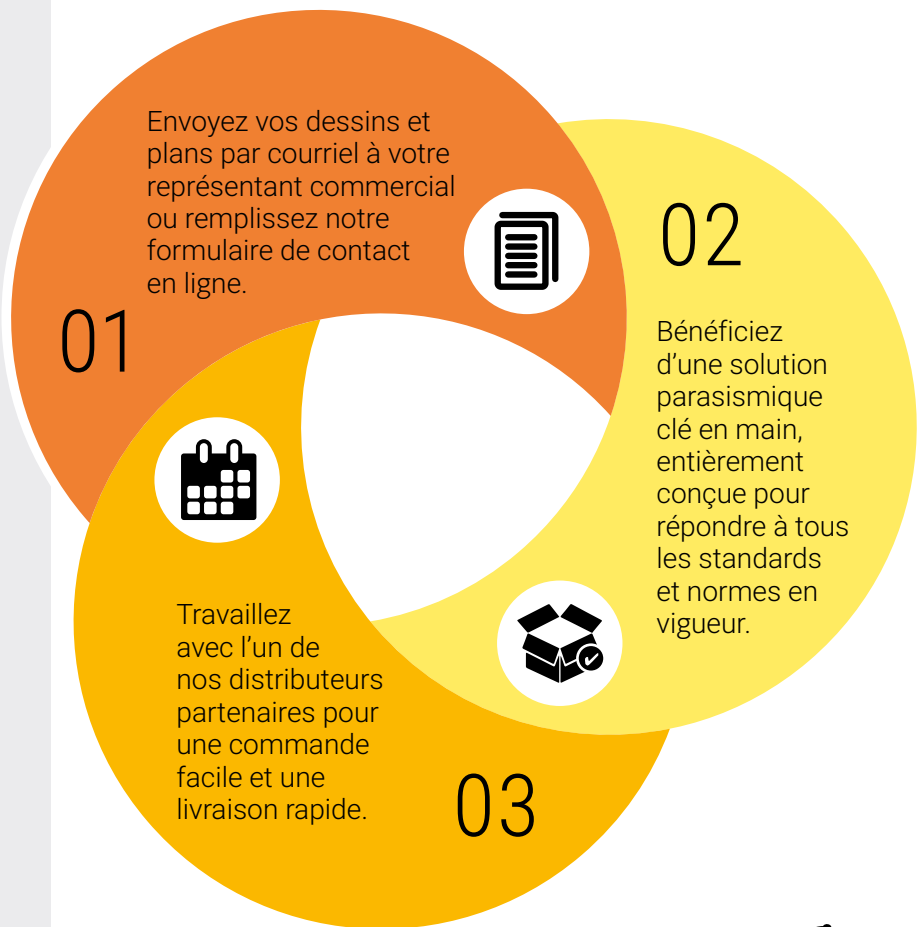 01
Envoyez vos dessins et
plans par courriel à votre
représentant commercial
ou remplissez notre
formulaire de contact
en ligne.
02
Bénéficiez
d’une solution
parasismique
clé en main,
entièrement
conçue pour
répondre à tous
les standards
et normes en
vigueur.
03
Travaillez
avec l’un de
nos distributeurs
partenaires pour
une commande
facile et une
livraison rapide.